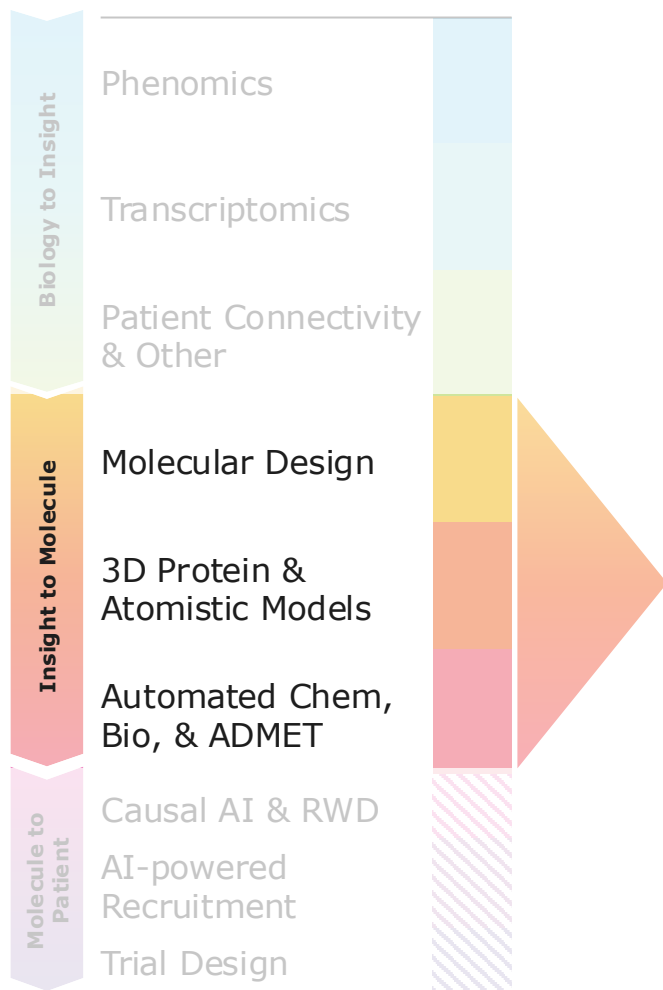 Biology to Insight
Phenomics
Transcriptomics
Patient Connectivity
& Other
Insight to Molecule
Molecular Design
3D Protein &
Atomistic Models
Automated Chem,
Bio, & ADMET
Molecule to
Patient
Causal AI & RWD
AI-powered
Recruitment
Trial Design